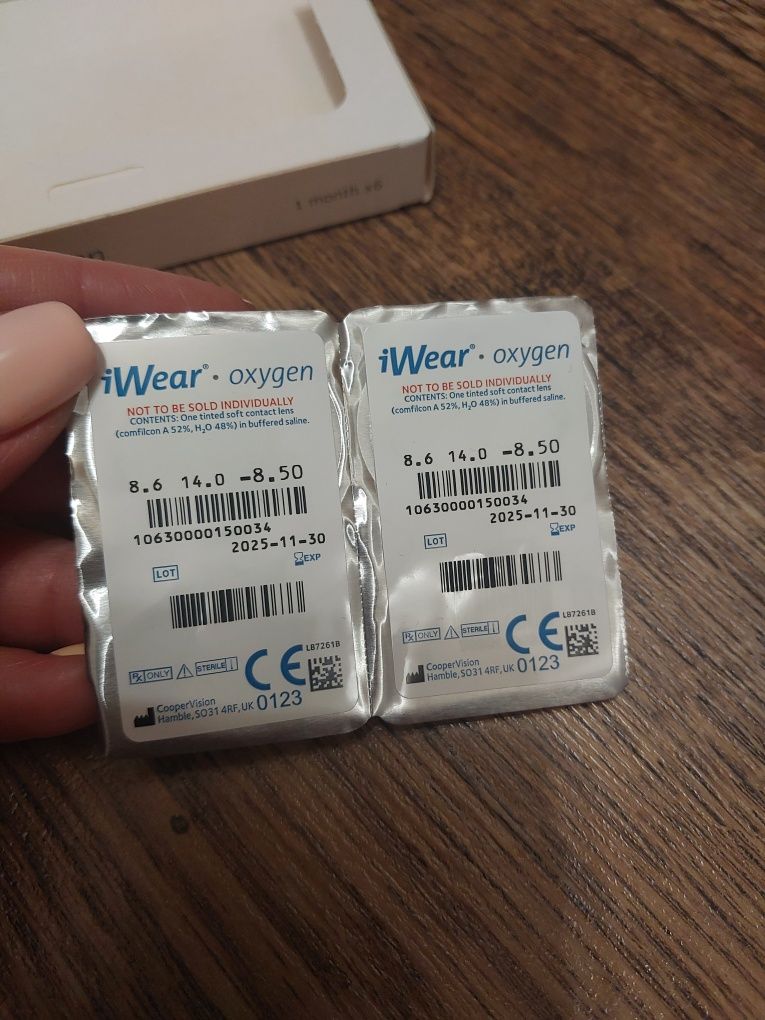 1 month x6
iWear® · oxygen
NOT TO BE SOLD INDIVIDUALLY
CONTENTS: One tinted soft contact lens
(comfilcon A 52%, H₂O 48%) in buffered saline.
8.6 14.0 -8.50
10630000150034
2025-11-30
EXP
LOT
LB7261B
Rx ONLY
STERILE
CE
0123
CooperVision
Hamble, SO31 4RF, UK
iWear® · oxygen
NOT TO BE SOLD INDIVIDUALLY
CONTENTS: One tinted soft contact lens
(comfilcon A 52%, H₂O 48%) in buffered saline.
8.6 14.0 -8.50
10630000150034
2025-11-30
EXP
LOT
LB7261B
Rx ONLY
STERILE
CE
0123
CooperVision
Hamble, SO31 4RF, UK